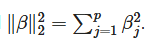 ‖β‖₂² = ∑ⱼ₌₁ᵖ βⱼ².